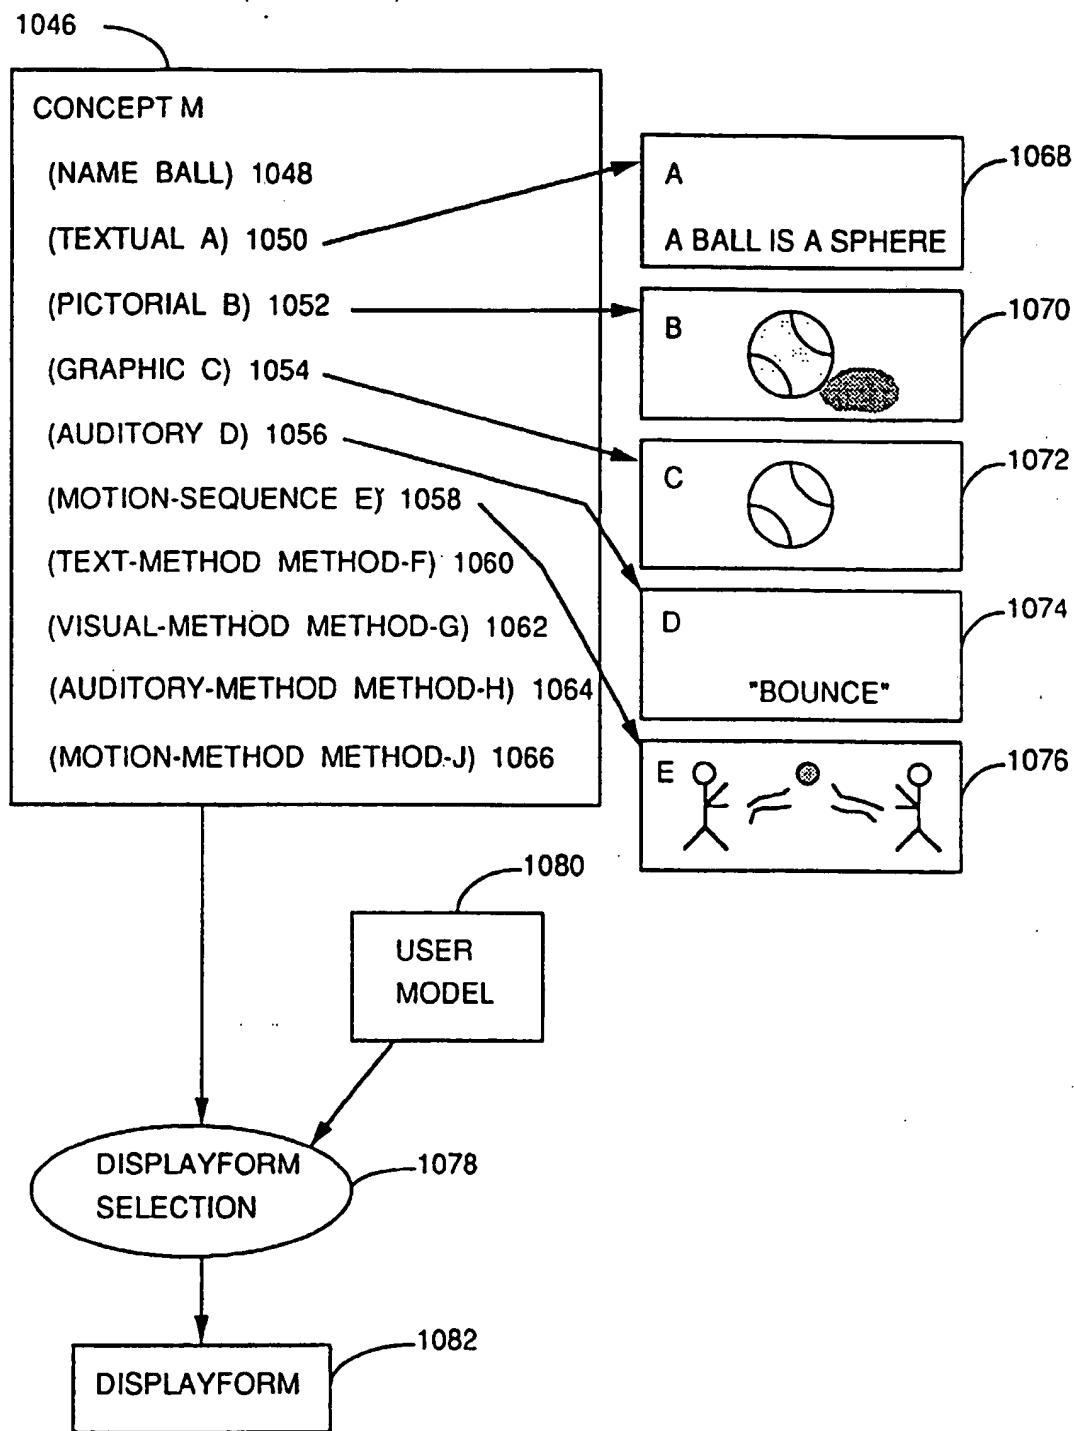 1046
CONCEPT M
(NAME BALL) 1048
(TEXTUAL A) 1050
(PICTORIAL B) 1052
(GRAPHIC C) 1054
(AUDITORY D) 1056
(MOTION-SEQUENCE E) 1058
(TEXT-METHOD METHOD-F) 1060
(VISUAL-METHOD METHOD-G) 1062
(AUDITORY-METHOD METHOD-H) 1064
(MOTION-METHOD METHOD-J) 1066
A
1068
A BALL IS A SPHERE
B
1070
C
1072
D
1074
"BOUNCE"
E
1076
1080
USER
MODEL
DISPLAYFORM
SELECTION
1078
1082
DISPLAYFORM